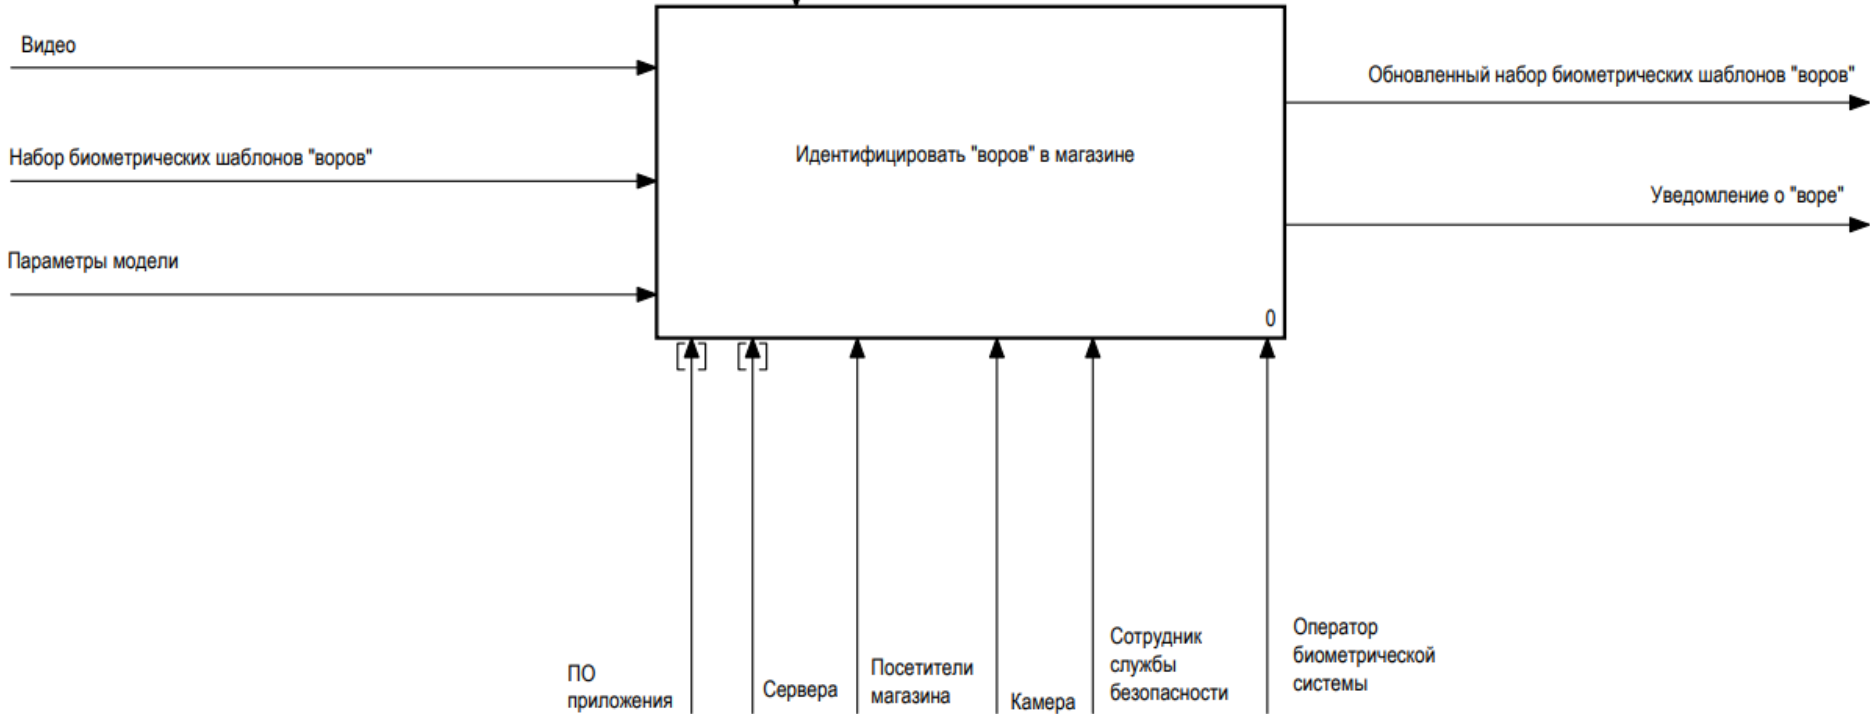 Видео
Обновленный набор биометрических шаблонов "воров"
Набор биометрических шаблонов "воров"
Идентифицировать "воров" в магазине
Уведомление о "воре"
Параметры модели
0
ПО
приложения
Сервера
Посетители
магазина
Камера
Сотрудник
службы
безопасности
Оператор
биометрической
системы